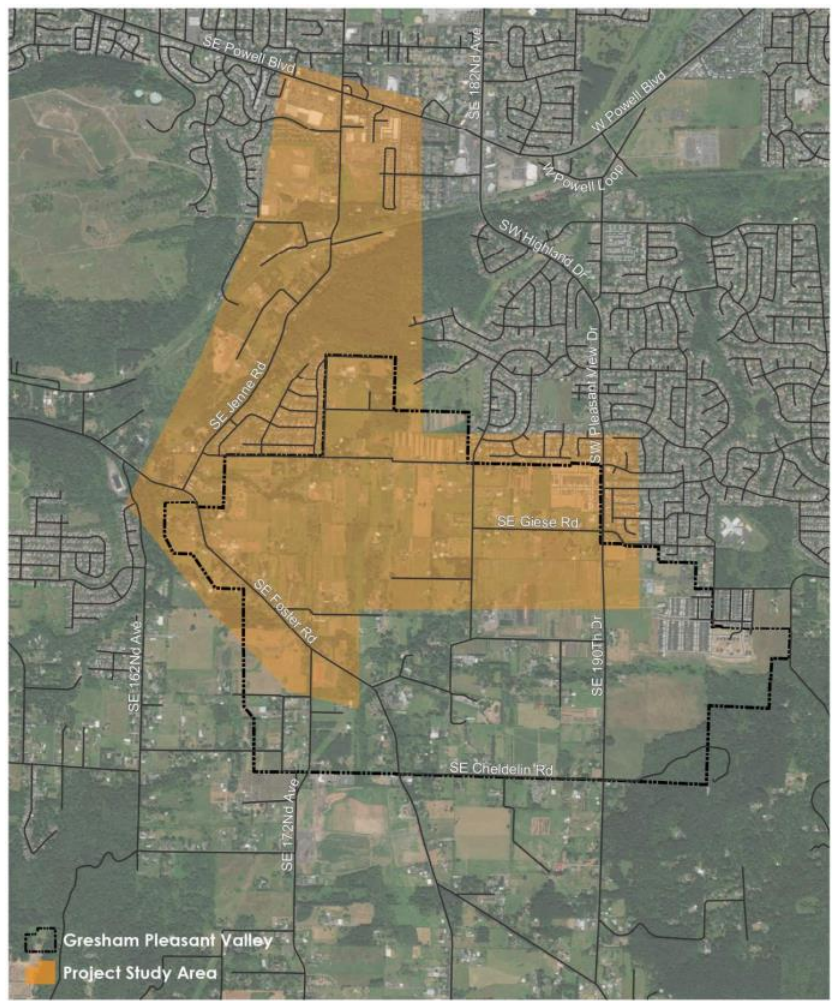 SE Powell Blvd
SE 182Nd Ave
W Powell Blvd
W Powell Loop
SW Highland Dr
SE Jenne Rd
SW Pleasant View Dr
SE Giese Rd
SE Foster Rd
SE 162Nd Ave
SE 190Th Dr
SE Cheldelin Rd
SE 172Nd Ave
Gresham Pleasant Valley
Project Study Area